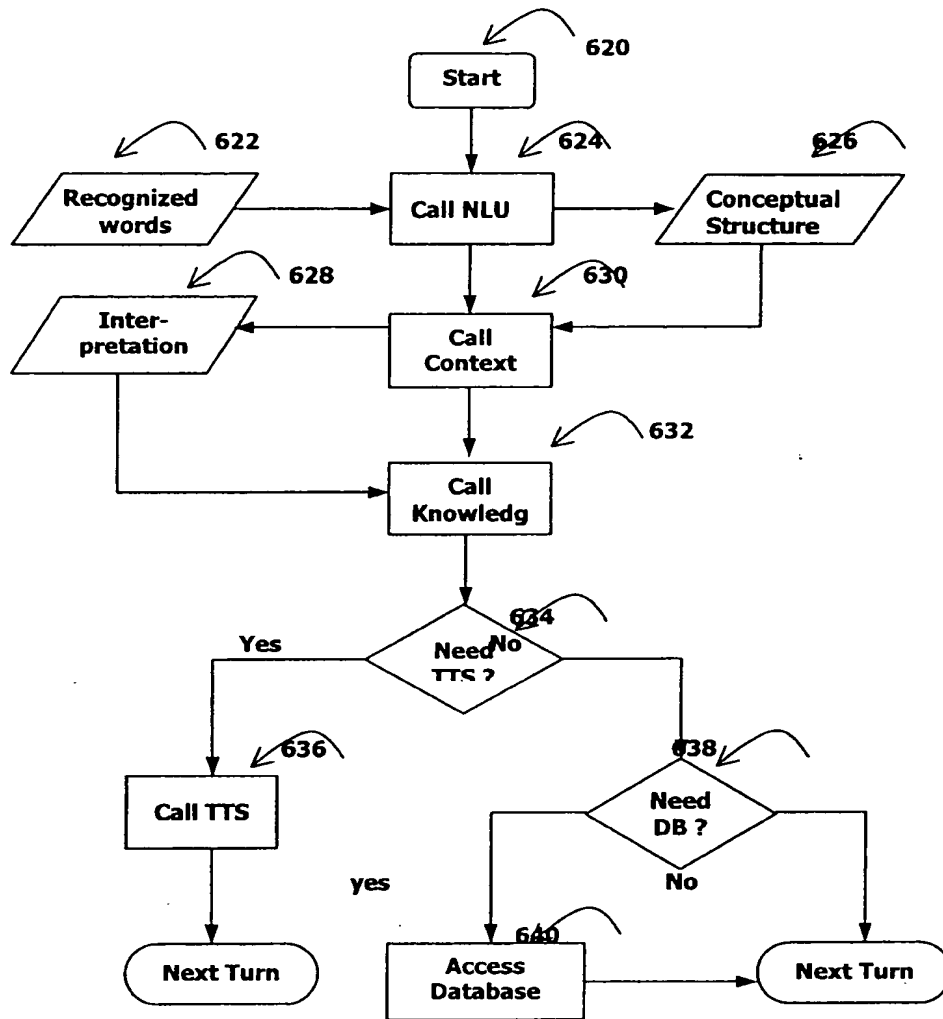 620
Start
622
624
626
Recognized
words
Call NLU
Conceptual
Structure
628
630
Inter-
pretation
Call
Context
632
Call
Knowledg
634
Yes
No
Need
TTS ?
636
638
Call TTS
Need
DB ?
yes
No
640
Next Turn
Access
Database
Next Turn